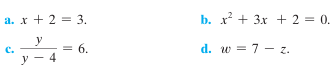 a. x + 2 = 3.
b. x² + 3x + 2 = 0.
c. y / (y − 4) = 6.
d. w = 7 − z.